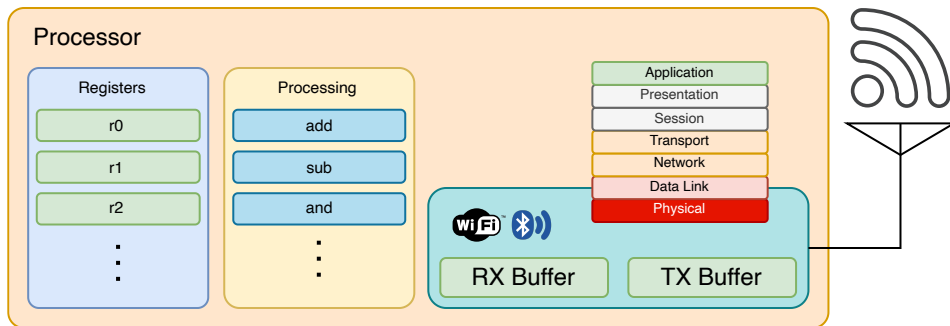 Processor
Registers
r0
r1
r2
Processing
add
sub
and
Application
Presentation
Session
Transport
Network
Data Link
Physical
WiFi™
RX Buffer
TX Buffer